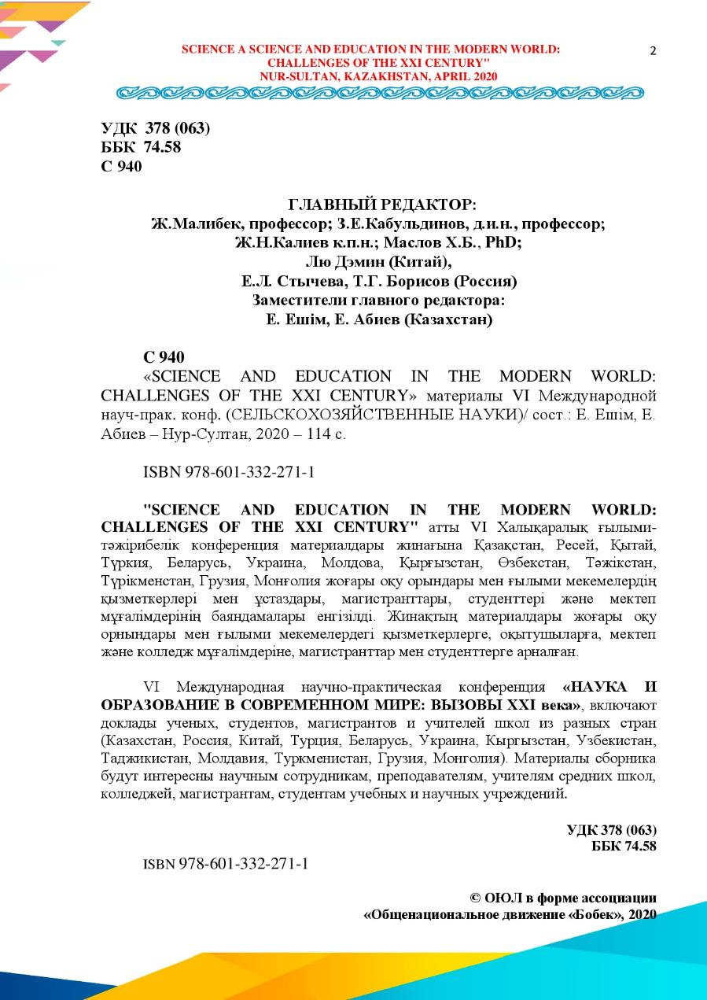 SCIENCE A SCIENCE AND EDUCATION IN THE MODERN WORLD:
2
CHALLENGES OF THE XXI CENTURY"
NUR-SULTAN, KAZAKHSTAN, APRIL 2020
УДК 378 (063)
ББК 74.58
С 940
ГЛАВНЫЙ РЕДАКТОР:
Ж.Малибек, профессор; З.Е.Кабульдинов, д.и.н., профессор;
Ж.Н.Калиев к.п.н.; Маслов Х.Б., PhD;
Лю Дэмин (Китай),
Е.Л. Стычева, Т.Г. Борисов (Россия)
Заместители главного редактора:
Е. Ешім, Е. Абиев (Казахстан)
С 940
«SCIENCE AND EDUCATION IN THE MODERN WORLD:
CHALLENGES OF THE XXI CENTURY» материалы VI Международной
науч-прак. конф. (СЕЛЬСКОХОЗЯЙСТВЕННЫЕ НАУКИ)/ сост.: Е. Ешім, Е.
Абиев – Нур-Султан, 2020 – 114 с.
ISBN 978-601-332-271-1
"SCIENCE AND EDUCATION IN THE MODERN WORLD:
CHALLENGES OF THE XXI CENTURY" атты VI Халықаралық ғылыми-
тәжірибелік конференция материалдары жинағына Қазақстан, Ресей, Қытай,
Түркия, Беларусь, Украина, Молдова, Қырғызстан, Өзбекстан, Тәжікстан,
Түрікменстан, Грузия, Монғолия жоғары оқу орындары мен ғылыми мекемелердің
қызметкерлері мен ұстаздары, магистранттары, студенттері және мектеп
мұғалімдерінің баяндамалары енгізілді. Жинақтың материалдары жоғары оқу
орнындары мен ғылыми мекемелердегі қызметкерлерге, оқытушыларға, мектеп
және колледж мұғалімдеріне, магистранттар мен студенттерге арналған.
VI Международная научно-практическая конференция «НАУКА И
ОБРАЗОВАНИЕ В СОВРЕМЕННОМ МИРЕ: ВЫЗОВЫ XXI века», включают
доклады ученых, студентов, магистрантов и учителей школ из разных стран
(Казахстан, Россия, Китай, Турция, Беларусь, Украина, Кыргызстан, Узбекистан,
Таджикистан, Молдавия, Туркменистан, Грузия, Монголия). Материалы сборника
будут интересны научным сотрудникам, преподавателям, учителям средних школ,
колледжей, магистрантам, студентам учебных и научных учреждений.
УДК 378 (063)
ББК 74.58
ISBN 978-601-332-271-1
© ОЮЛ в форме ассоциации
«Общенациональное движение «Бобек», 2020